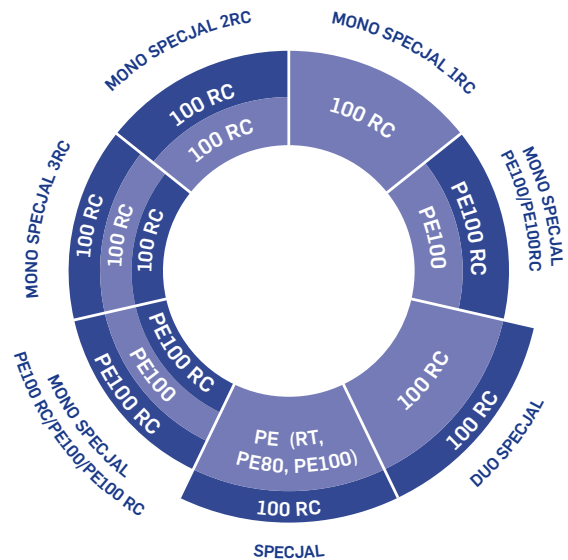 MONO SPECJAL 1RC
100 RC
MONO SPECJAL
PE100/PE100RC
PE100 RC
PE100
DUO SPECJAL
100 RC
100 RC
SPECJAL
PE (RT,
PE80, PE100)
100 RC
MONO SPECJAL
PE100 RC/PE100/PE100 RC
PE100 RC
PE100
PE100 RC
MONO SPECJAL 3RC
100 RC
100 RC
100 RC
MONO SPECJAL 2RC
100 RC
100 RC